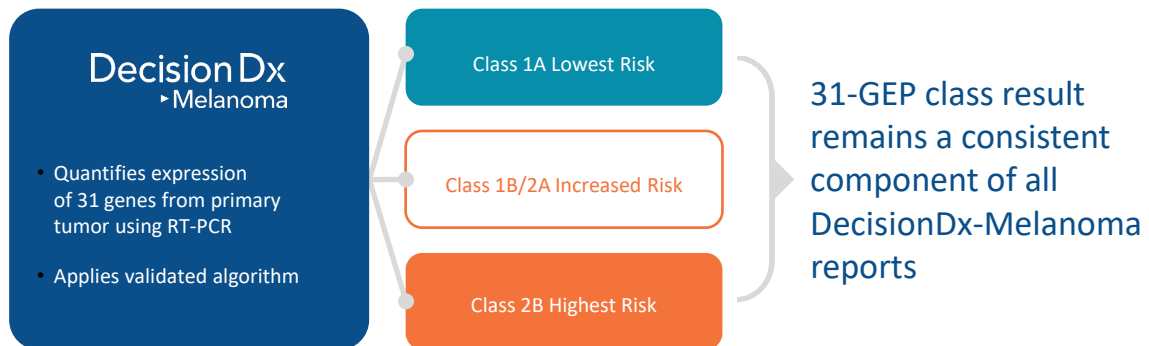 DecisionDx
▸Melanoma
• Quantifies expression
of 31 genes from primary
tumor using RT-PCR
• Applies validated algorithm
Class 1A Lowest Risk
Class 1B/2A Increased Risk
Class 2B Highest Risk
31-GEP class result
remains a consistent
component of all
DecisionDx-Melanoma
reports